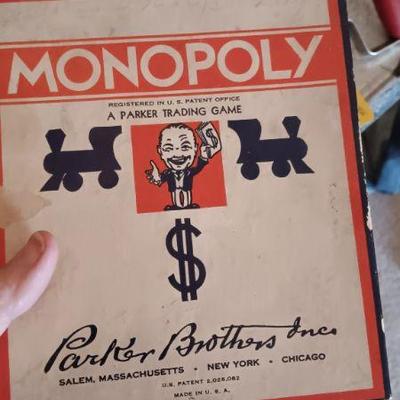 MONOPOLY
REGISTERED IN U. S. PATENT OFFICE
A PARKER TRADING GAME
$
Parker Brothers Inc.
SALEM, MASSACHUSETTS • NEW YORK • CHICAGO
U.S. PATENT 2,026,082
MADE IN U.S.A.